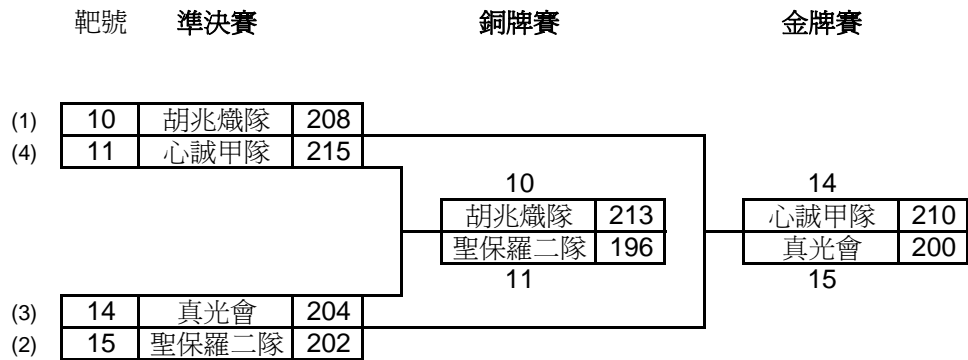 靶號 準決賽 銅牌賽 金牌賽
(1) 10 胡兆熾隊 208
(4) 11 心誠甲隊 215
10 14
胡兆熾隊 213 心誠甲隊 210
聖保羅二隊 196 真光會 200
11 15
(3) 14 真光會 204
(2) 15 聖保羅二隊 202